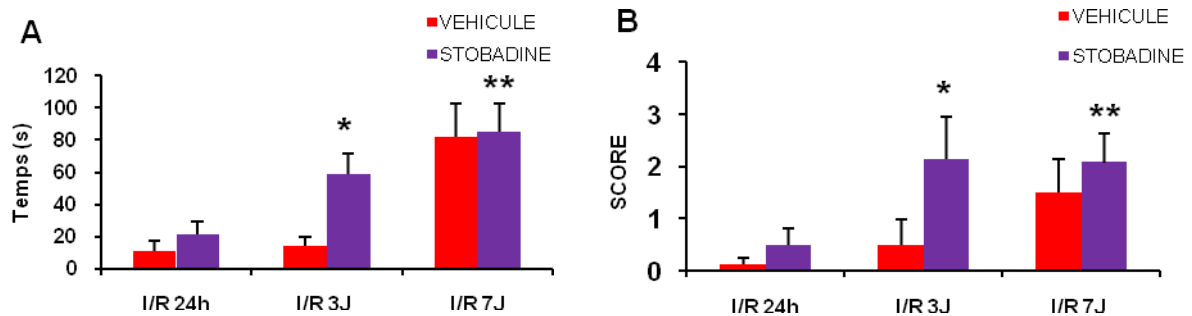 A
VEHICULE
STOBADINE
Temps (s)
120
100
80
60
40
20
0
*
**
I/R 24h
I/R 3J
I/R 7J
B
VEHICULE
STOBADINE
SCORE
4
3
2
1
0
*
**
I/R 24h
I/R 3J
I/R 7J